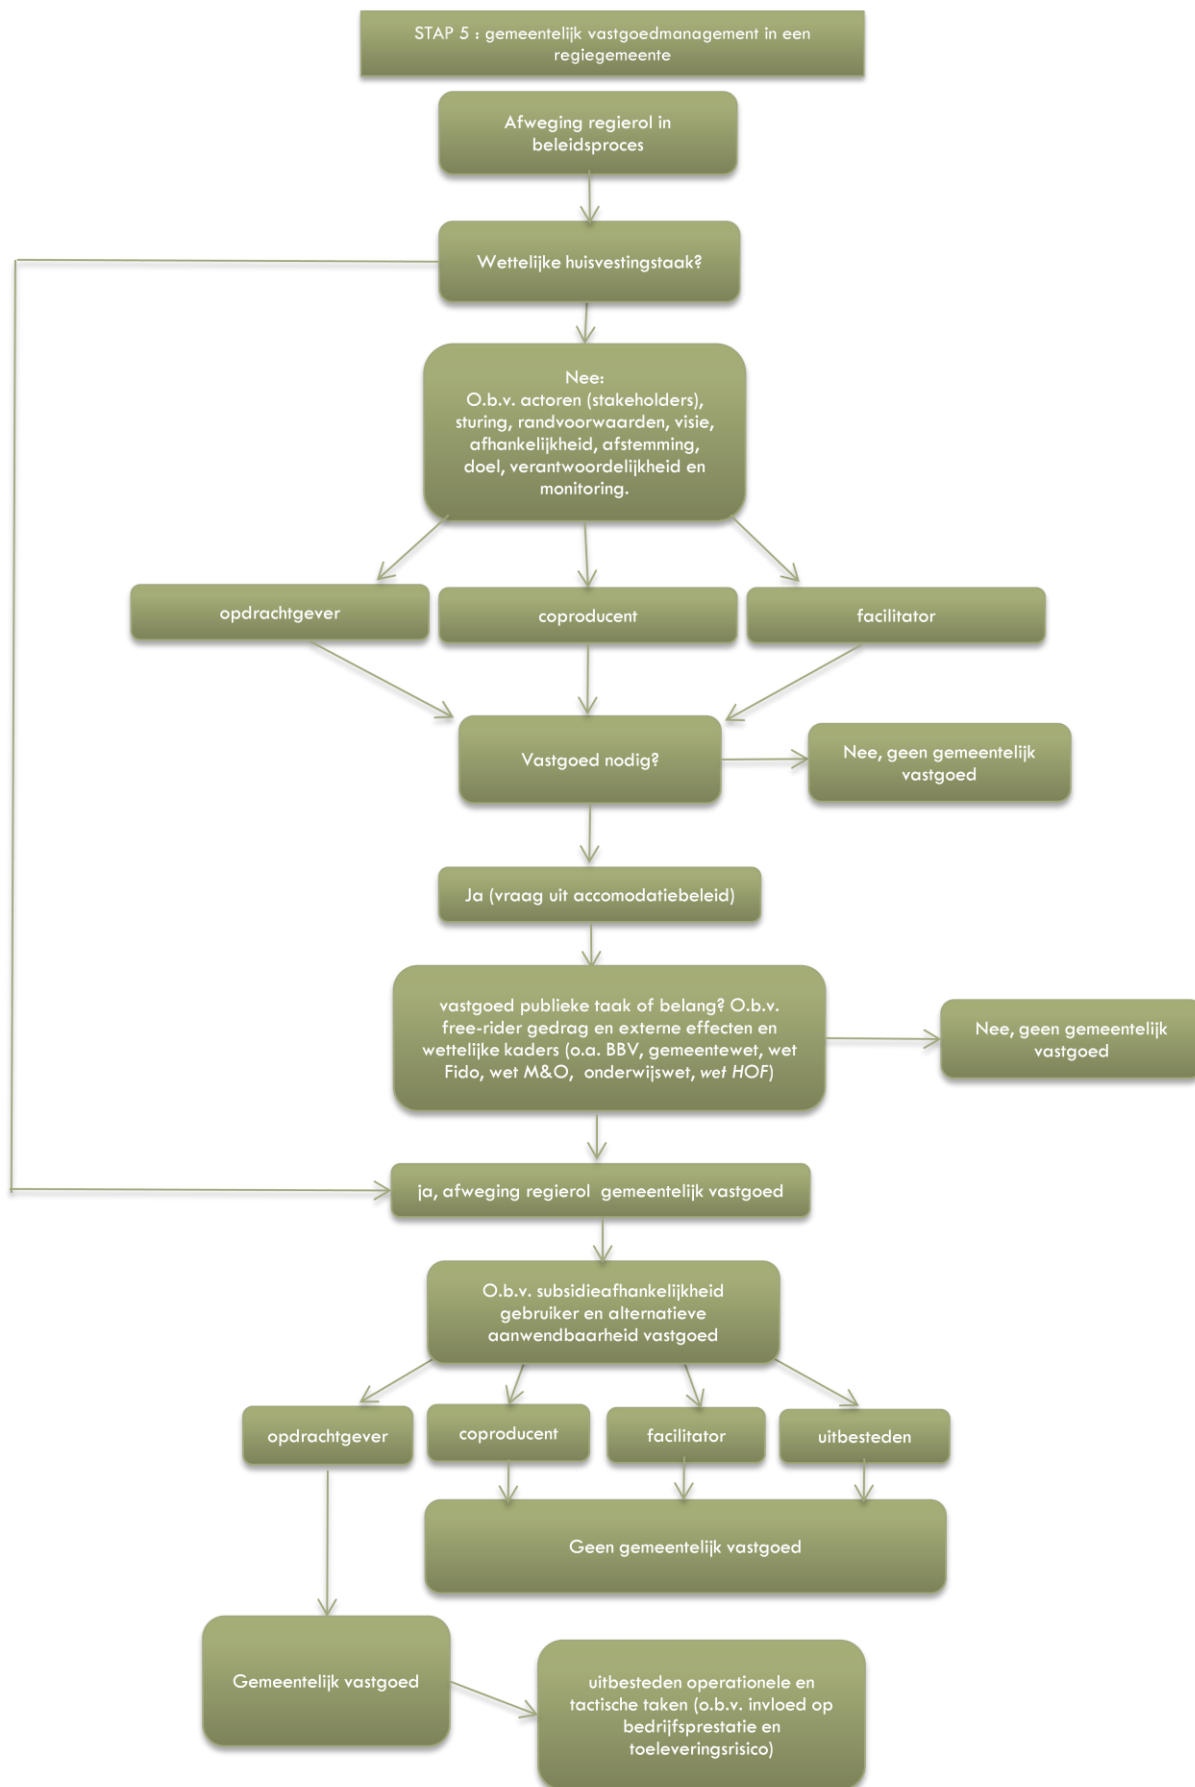 STAP 5 : gemeentelijk vastgoedmanagement in een
regiegemeente
Afweging regierol in
beleidsproces
Wettelijke huisvestingstaak?
Nee:
O.b.v. actoren (stakeholders),
sturing, randvoorwaarden, visie,
afhankelijkheid, afstemming,
doel, verantwoordelijkheid en
monitoring.
opdrachtgever
coproducent
facilitator
Vastgoed nodig?
Nee, geen gemeentelijk
vastgoed
Ja (vraag uit accomodatiebeleid)
vastgoed publieke taak of belang? O.b.v.
free-rider gedrag en externe effecten en
wettelijke kaders (o.a. BBV, gemeentewet, wet
Fido, wet M&O,  onderwijswet, wet HOF)
Nee, geen gemeentelijk
vastgoed
ja, afweging regierol  gemeentelijk vastgoed
O.b.v. subsidieafhankelijkheid
gebruiker en alternatieve
aanwendbaarheid vastgoed
opdrachtgever
coproducent
facilitator
uitbesteden
Geen gemeentelijk vastgoed
Gemeentelijk vastgoed
uitbesteden operationele en
tactische taken (o.b.v. invloed op
bedrijfsprestatie en
toeleveringsrisico)